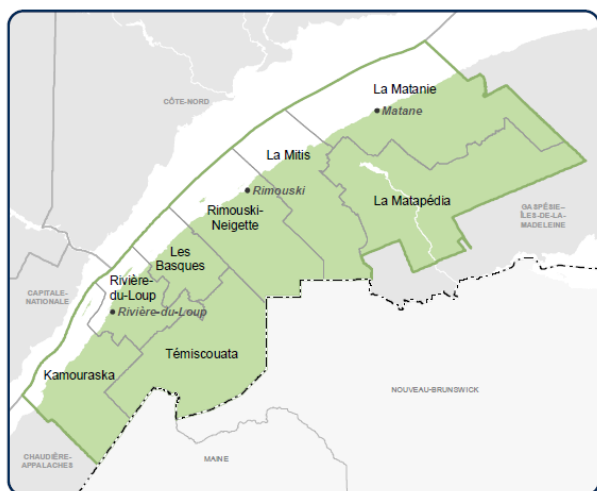 La Matanie
CÔTE-NORD
Matane
La Mitis
Rimouski
La Matapédia
Rimouski-
Neigette
GASPÉSIE–
ÎLES-DE-LA-
MADELEINE
Les
Basques
Rivière-
du-Loup
CAPITALE-
NATIONALE
Rivière-du-Loup
Témiscouata
Kamouraska
NOUVEAU-BRUNSWICK
CHAUDIÈRE-
APPALACHES
MAINE